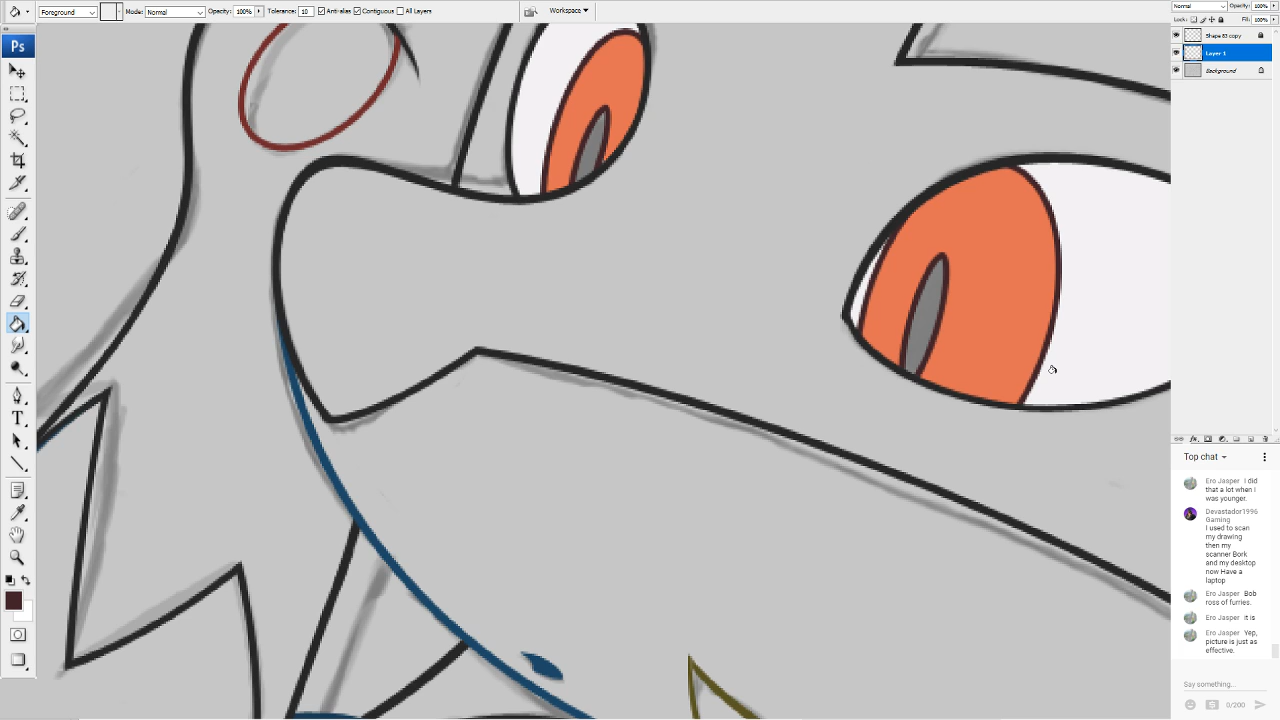 Foreground Mode: Normal Opacity: 100% Tolerance: 10 Anti-alias Contiguous All Layers Workspace
Ps
T
Normal Opacity: 100%
Lock: Fill: 100%
Shape 83 copy
Layer 1
Background
fx
Top chat
Ero Jasper I did
that a lot when I
was younger.
Devastador1996
Gaming
I used to scan
my drawing
then my
scanner Bork
and my desktop
now Have a
laptop
Ero Jasper Bob
ross of furries.
Ero Jasper it is
Ero Jasper Yep,
picture is just as
effective.
Say something...
0/200